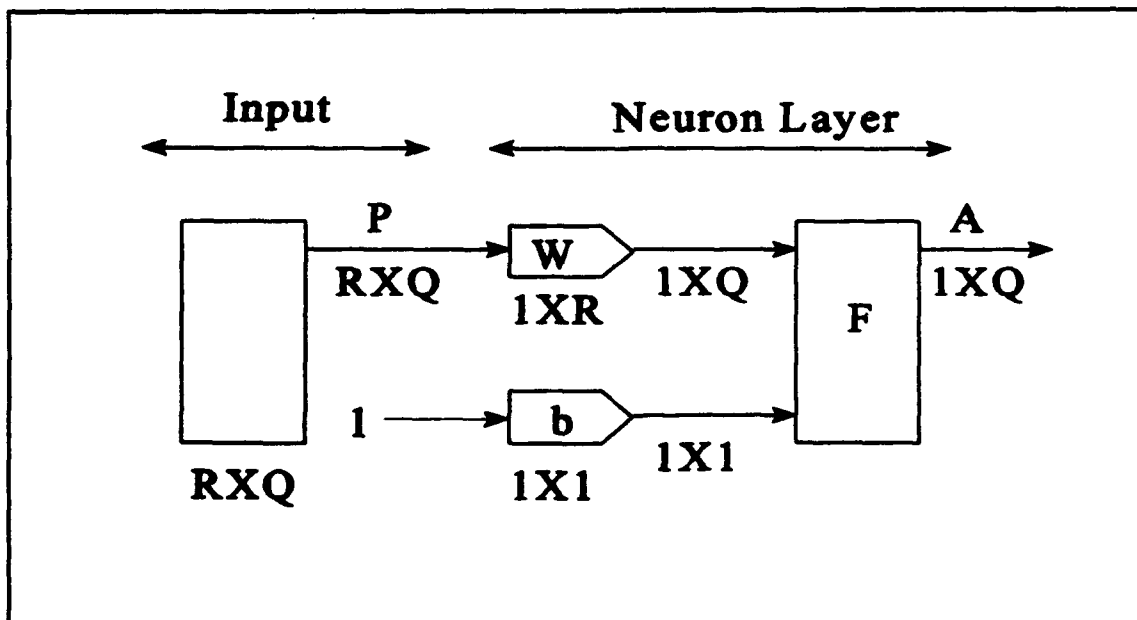 Input
Neuron Layer
P
RXQ
W
1XR
1XQ
F
A
1XQ
RXQ
1
b
1X1
1X1